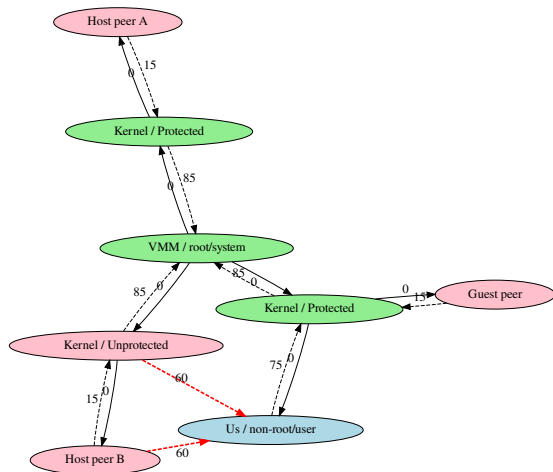 Host peer A
15
0
Kernel / Protected
85
0
VMM / root/system
85
0
85
0
Kernel / Protected
0
15
Guest peer
Kernel / Unprotected
60
75
0
15
0
Us / non-root/user
60
Host peer B